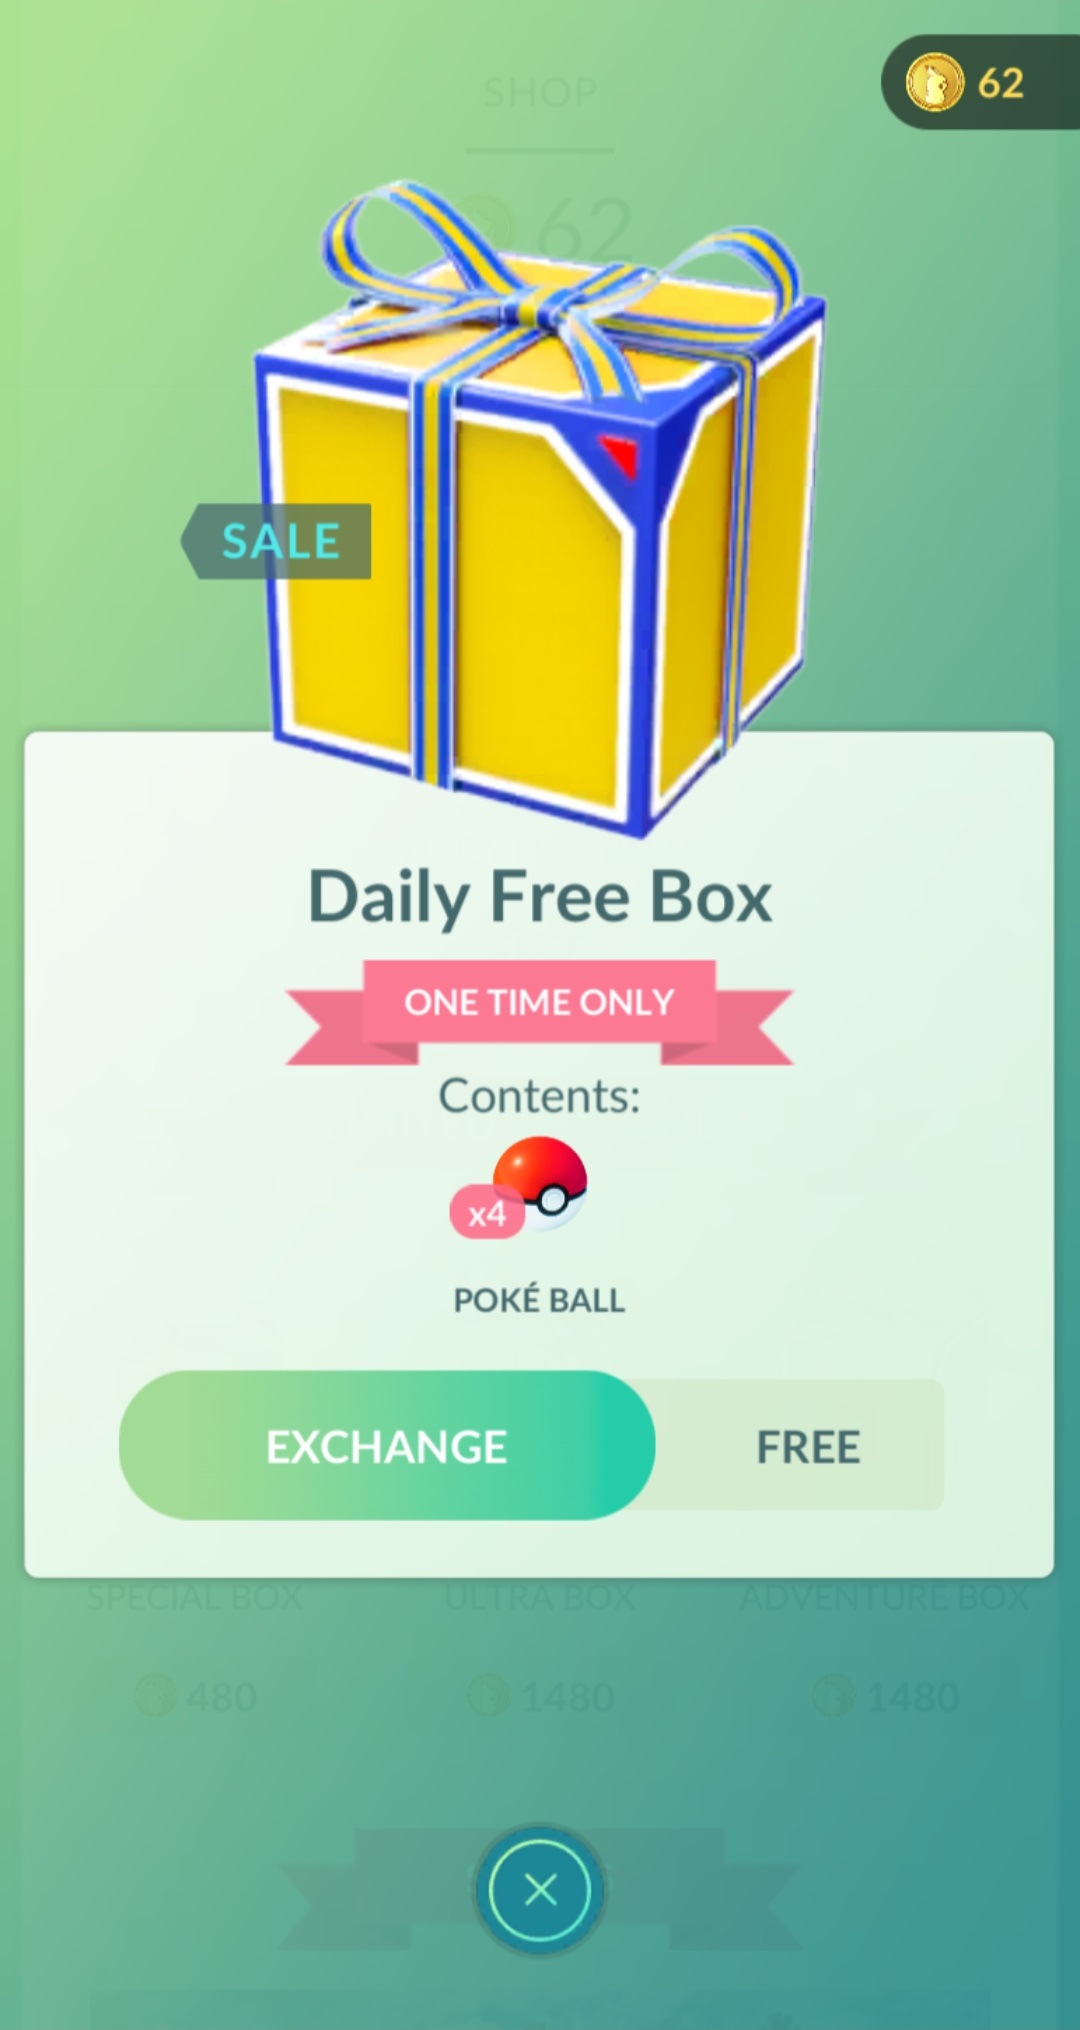 SHOP
62
62
SALE
Daily Free Box
ONE TIME ONLY
Contents:
x4
POKÉ BALL
EXCHANGE
FREE
SPECIAL BOX
ULTRA BOX
ADVENTURE BOX
480
1480
1480